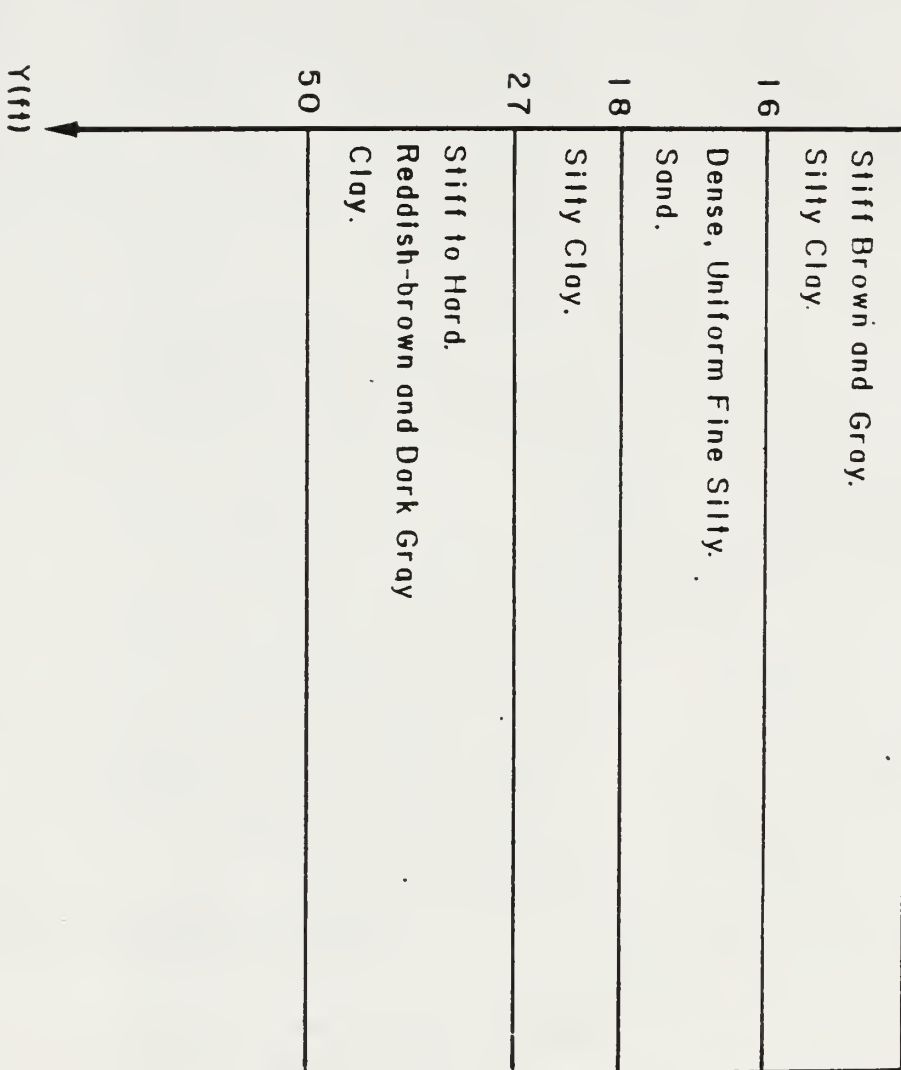 Stiff Brown and Gray.
Silty Clay.
16
Dense, Uniform Fine Silty.
Sand.
18
Silty Clay.
27
Stiff to Hard.
Reddish-brown and Dark Gray
Clay.
50
Y(ft)